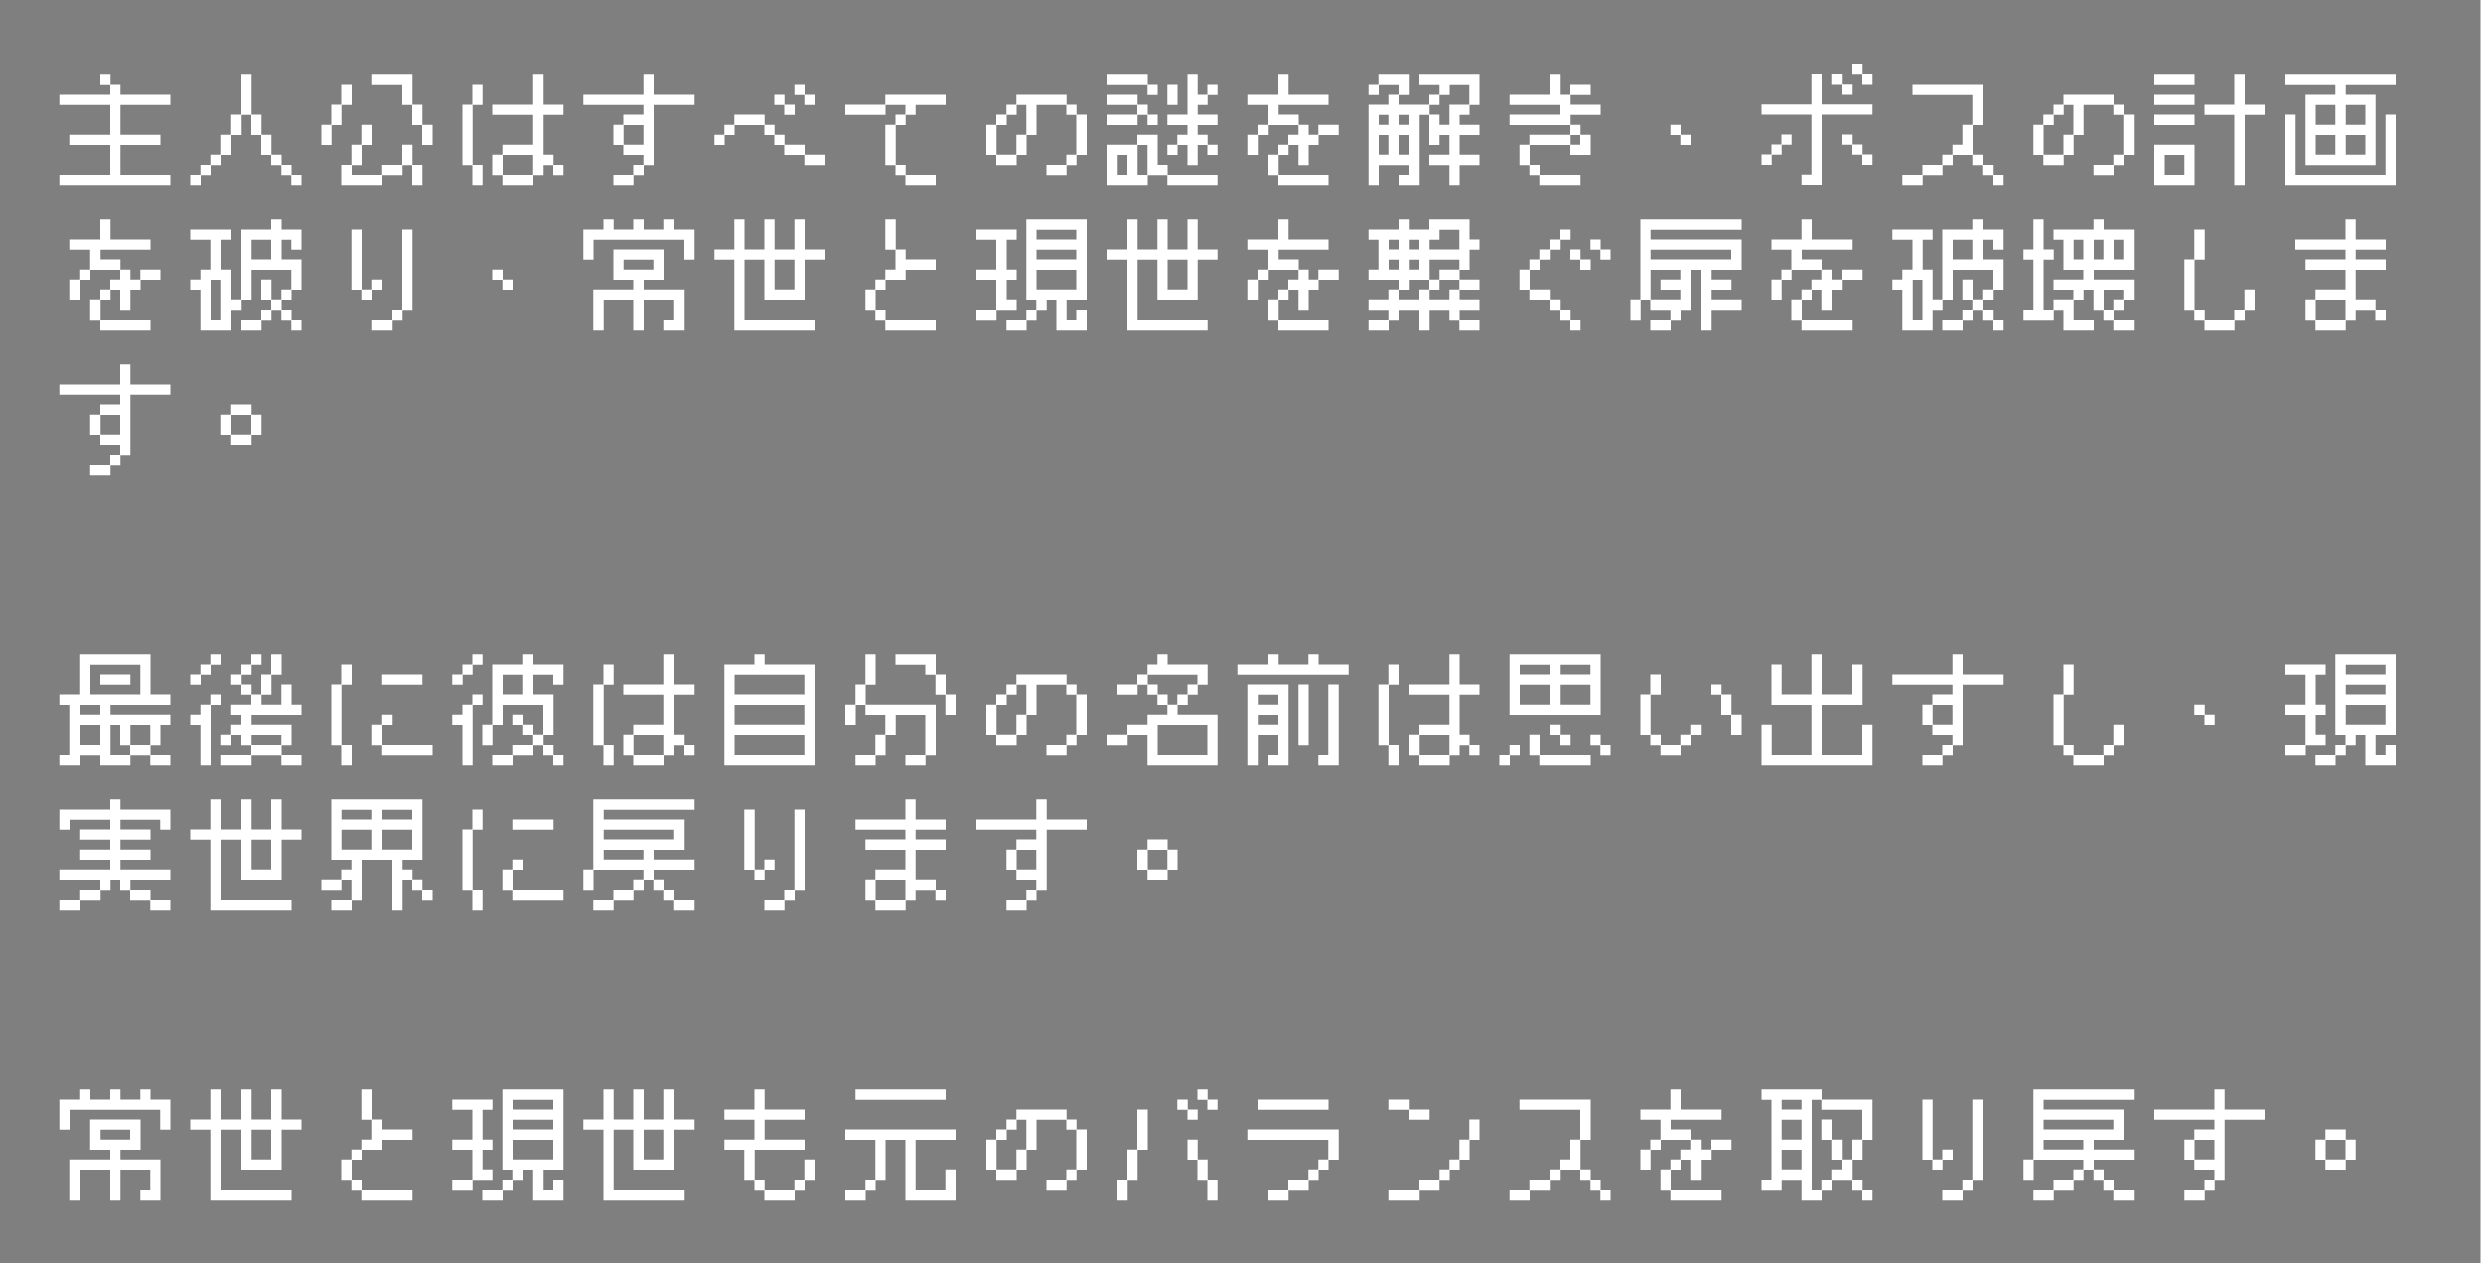 主人公はすべての謎を解き、ボスの計画
を破り、常世と現世を繋ぐ扉を破壊しま
す。
最後に彼は自分の名前は思い出すし、現
実世界に戻ります。
常世と現世も元のバランスを取り戻す。